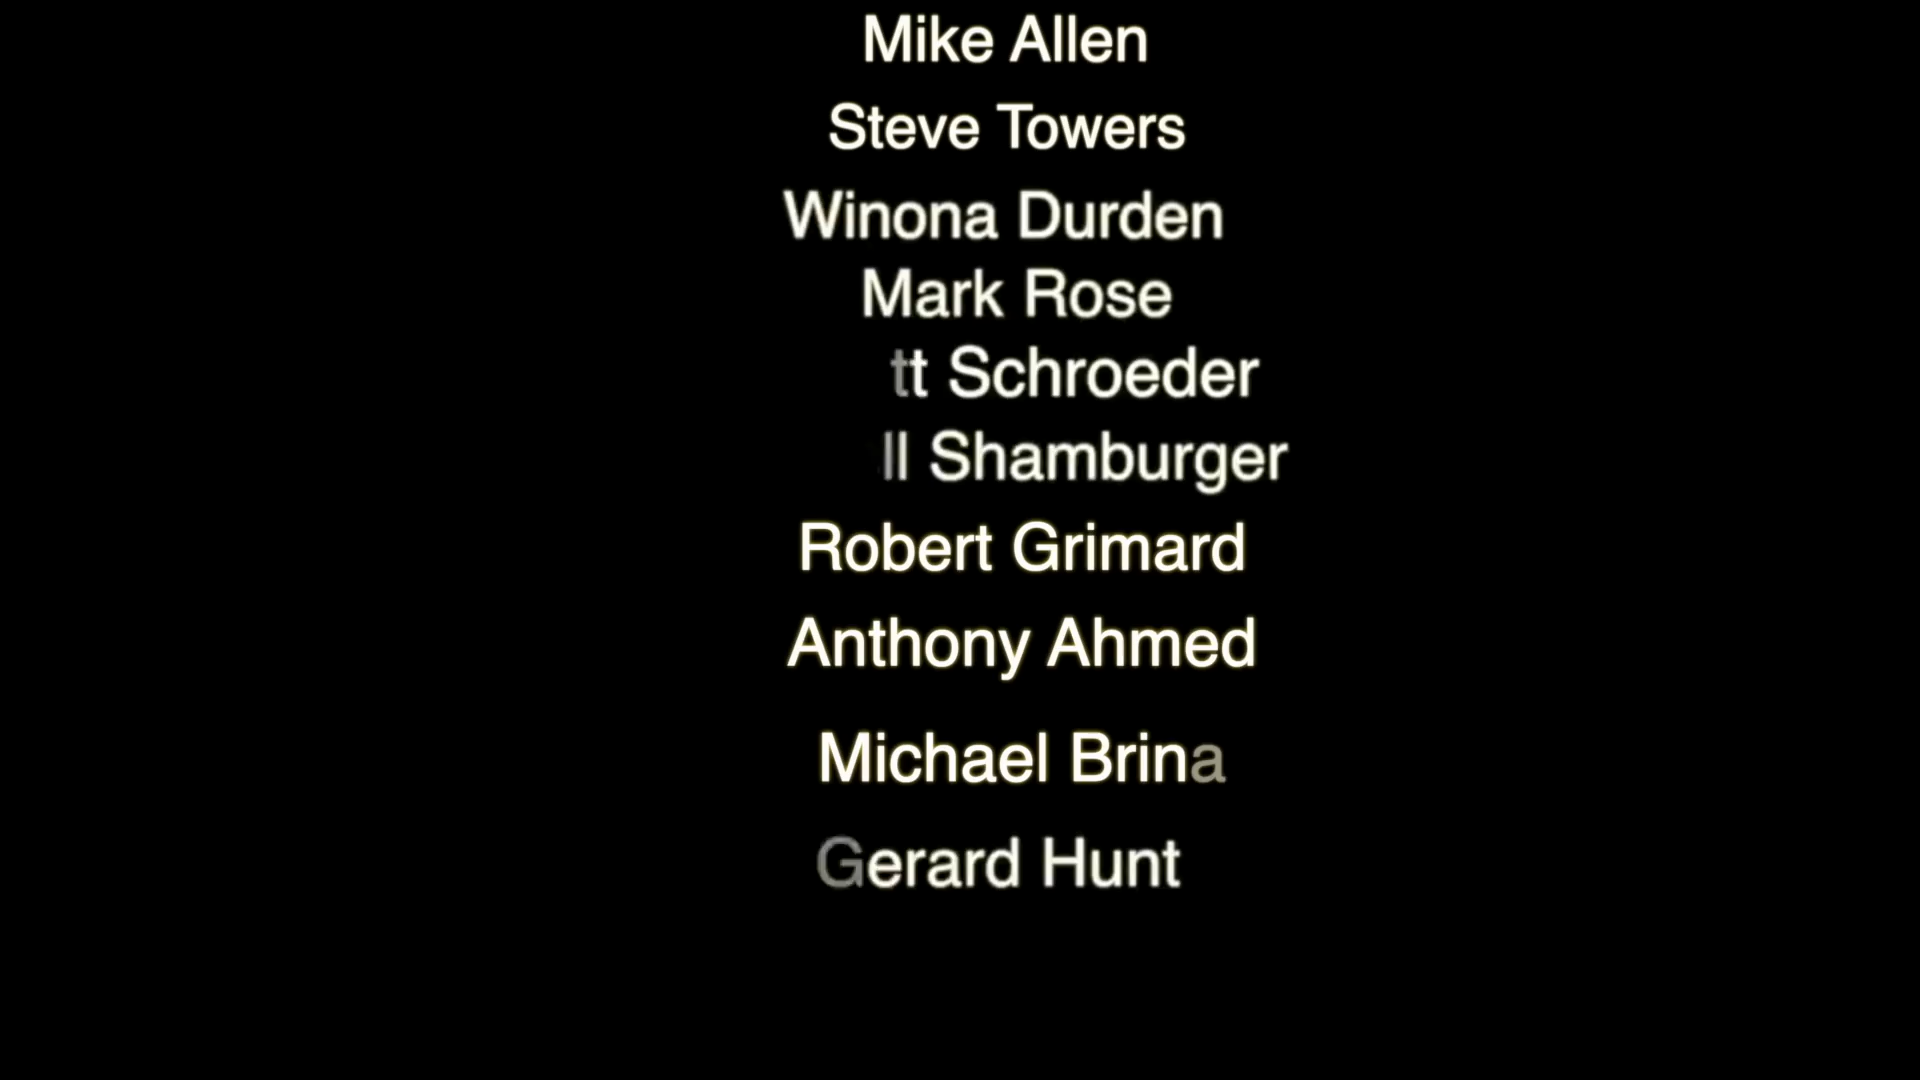 Mike Allen
Steve Towers
Winona Durden
Mark Rose
tt Schroeder
ll Shamburger
Robert Grimard
Anthony Ahmed
Michael Brina
Gerard Hunt